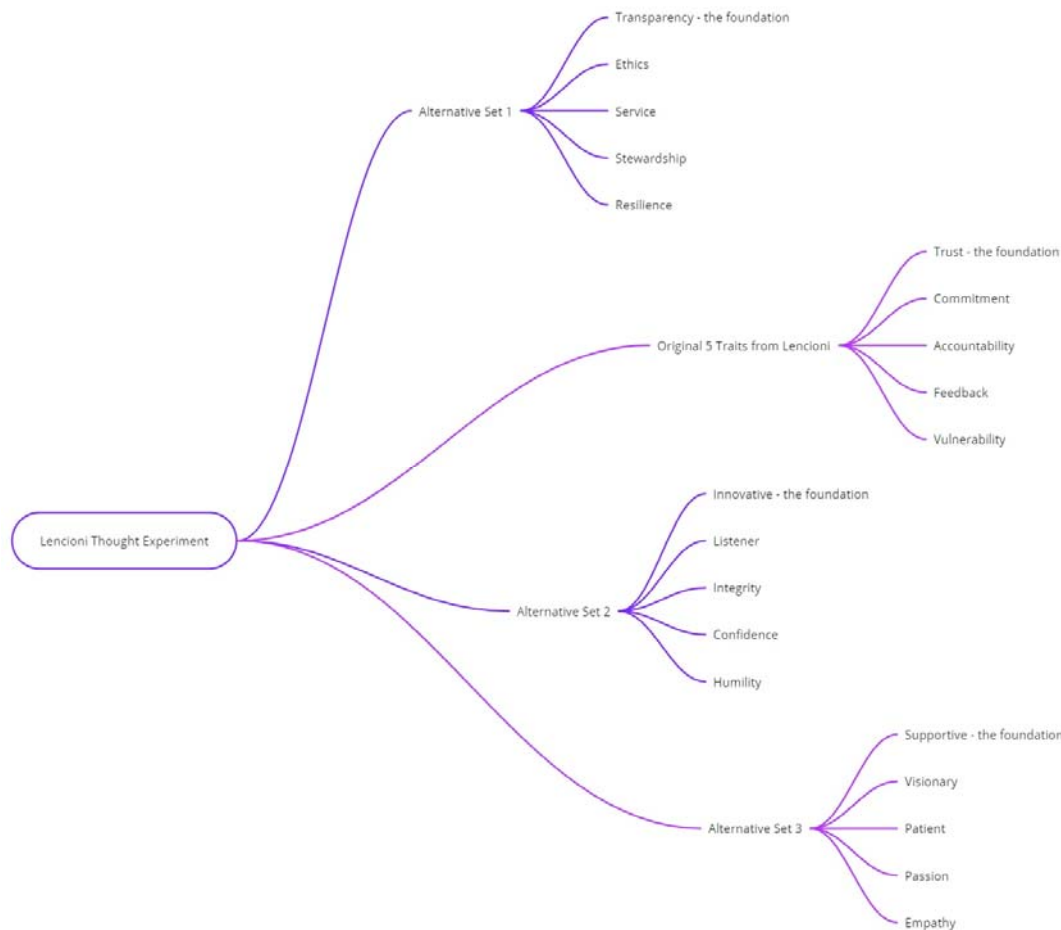 Transparency - the foundation
Ethics
Alternative Set 1
Service
Stewardship
Resilience
Trust - the foundation
Commitment
Original 5 Traits from Lencioni
Accountability
Feedback
Vulnerability
Lencioni Thought Experiment
Innovative - the foundation
Listener
Integrity
Alternative Set 2
Confidence
Humility
Supportive - the foundation
Visionary
Alternative Set 3
Patient
Passion
Empathy